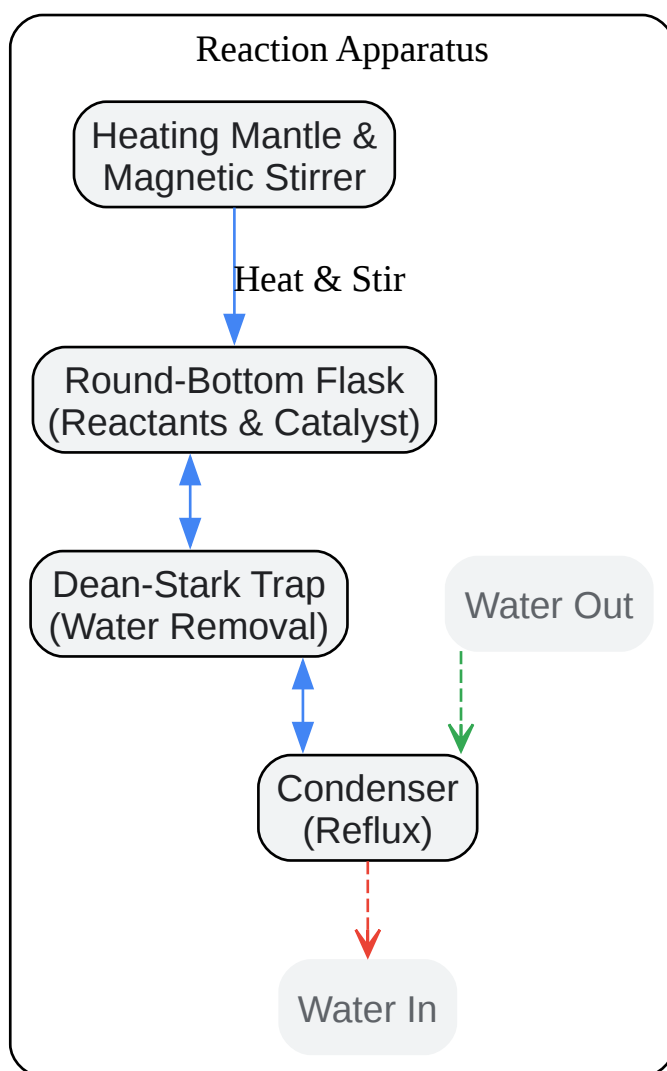 Reaction Apparatus
Heating Mantle &
Magnetic Stirrer
Heat & Stir
Round-Bottom Flask
(Reactants & Catalyst)
Dean-Stark Trap
(Water Removal)
Water Out
Condenser
(Reflux)
Water In